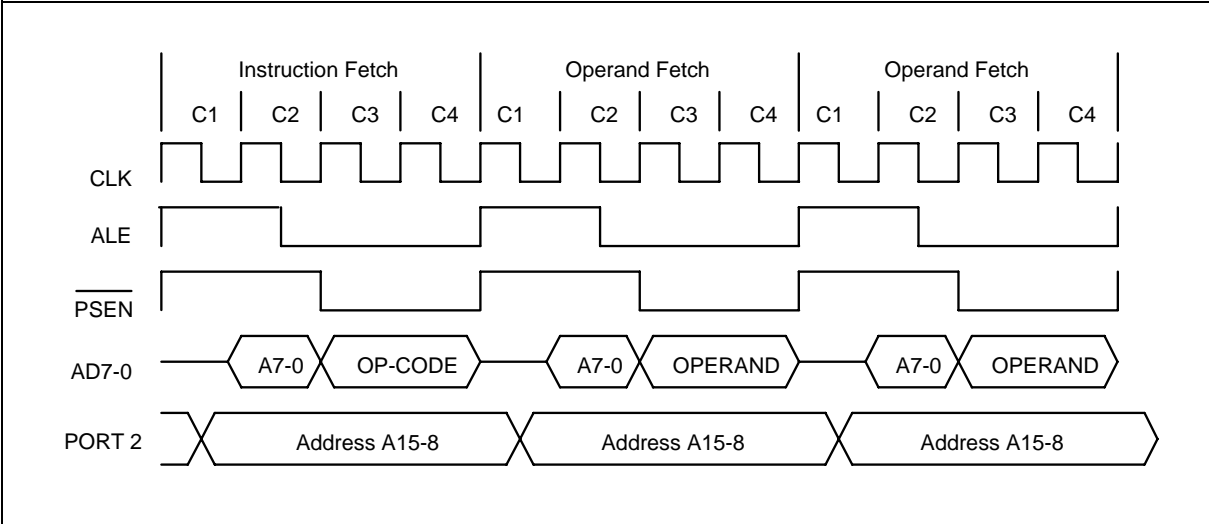 Instruction Fetch Operand Fetch Operand Fetch
C1 C2 C3 C4 C1 C2 C3 C4 C1 C2 C3 C4
CLK
ALE
PSEN
AD7-0 A7-0 OP-CODE A7-0 OPERAND A7-0 OPERAND
PORT 2 Address A15-8 Address A15-8 Address A15-8